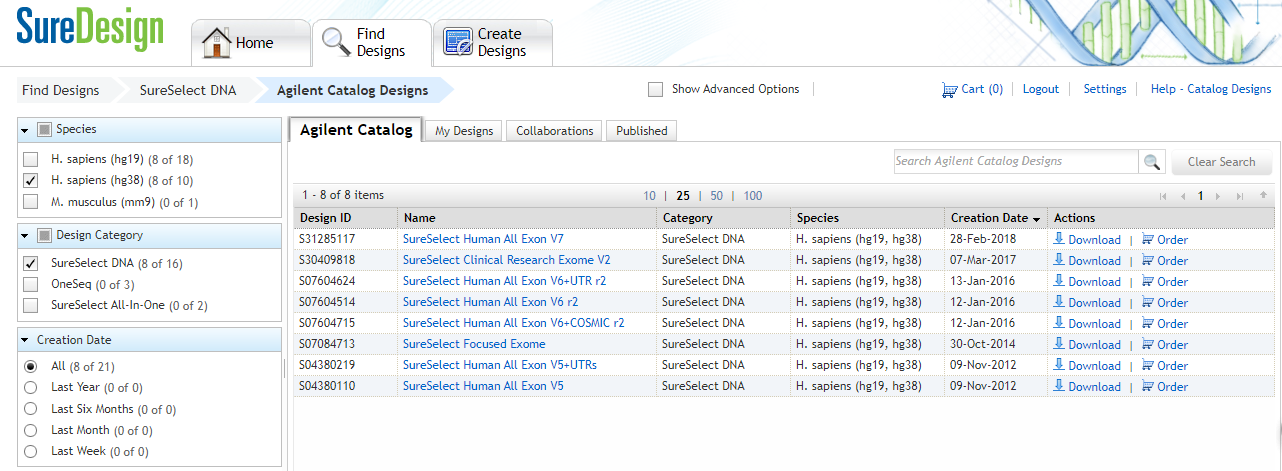 SureDesign
Home
Find Designs
Create Designs
Find Designs
SureSelect DNA
Agilent Catalog Designs
Show Advanced Options
Cart (0)
Logout
Settings
Help - Catalog Designs
Species
H. sapiens (hg19) (8 of 18)
H. sapiens (hg38) (8 of 10)
M. musculus (mm9) (0 of 1)
Design Category
SureSelect DNA (8 of 16)
OneSeq (0 of 3)
SureSelect All-In-One (0 of 2)
Creation Date
All (8 of 21)
Last Year (0 of 0)
Last Six Months (0 of 0)
Last Month (0 of 0)
Last Week (0 of 0)
Agilent Catalog
My Designs
Collaborations
Published
Search Agilent Catalog Designs
Clear Search
1 - 8 of 8 items
10 | 25 | 50 | 100
1
Design ID Name Category Species Creation Date Actions
S31285117 SureSelect Human All Exon V7 SureSelect DNA H. sapiens (hg19, hg38) 28-Feb-2018 Download | Order
S30409818 SureSelect Clinical Research Exome V2 SureSelect DNA H. sapiens (hg19, hg38) 07-Mar-2017 Download | Order
S07604624 SureSelect Human All Exon V6+UTR r2 SureSelect DNA H. sapiens (hg19, hg38) 13-Jan-2016 Download | Order
S07604514 SureSelect Human All Exon V6 r2 SureSelect DNA H. sapiens (hg19, hg38) 12-Jan-2016 Download | Order
S07604715 SureSelect Human All Exon V6+COSMIC r2 SureSelect DNA H. sapiens (hg19, hg38) 12-Jan-2016 Download | Order
S07084713 SureSelect Focused Exome SureSelect DNA H. sapiens (hg19, hg38) 30-Oct-2014 Download | Order
S04380219 SureSelect Human All Exon V5+UTRs SureSelect DNA H. sapiens (hg19, hg38) 09-Nov-2012 Download | Order
S04380110 SureSelect Human All Exon V5 SureSelect DNA H. sapiens (hg19, hg38) 09-Nov-2012 Download | Order